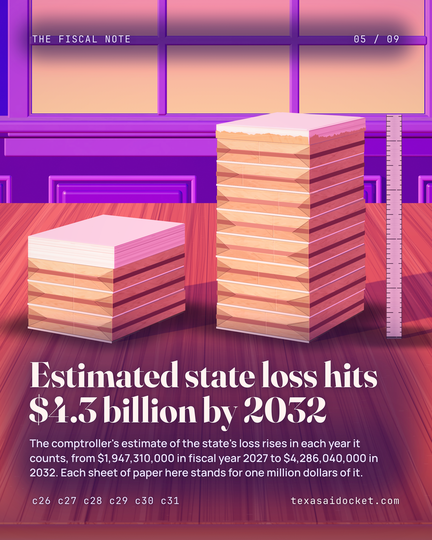 THE FISCAL NOTE
05 / 09
Estimated state loss hits
$4.3 billion by 2032
The comptroller's estimate of the state's loss rises in each year it
counts, from $1,947,310,000 in fiscal year 2027 to $4,286,040,000 in
2032. Each sheet of paper here stands for one million dollars of it.
c26 c27 c28 c29 c30 c31
texasaidocket.com